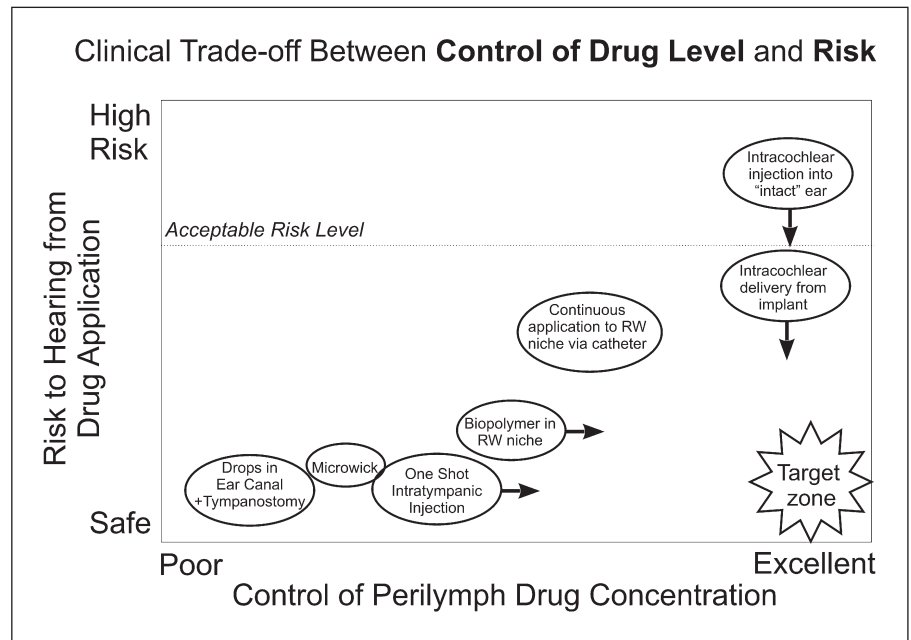 Clinical Trade-off Between Control of Drug Level and Risk
High
Risk
Intracochlear
injection into
“intact” ear
Acceptable Risk Level
Risk to Hearing from
Drug Application
Intracochlear
delivery from
implant
Continuous
application to RW
niche via catheter
Biopolymer in
RW niche
Drops in
Ear Canal
+Tympanostomy
Microwick
One Shot
Intratympanic
Injection
Target
zone
Safe
Poor
Excellent
Control of Perilymph Drug Concentration